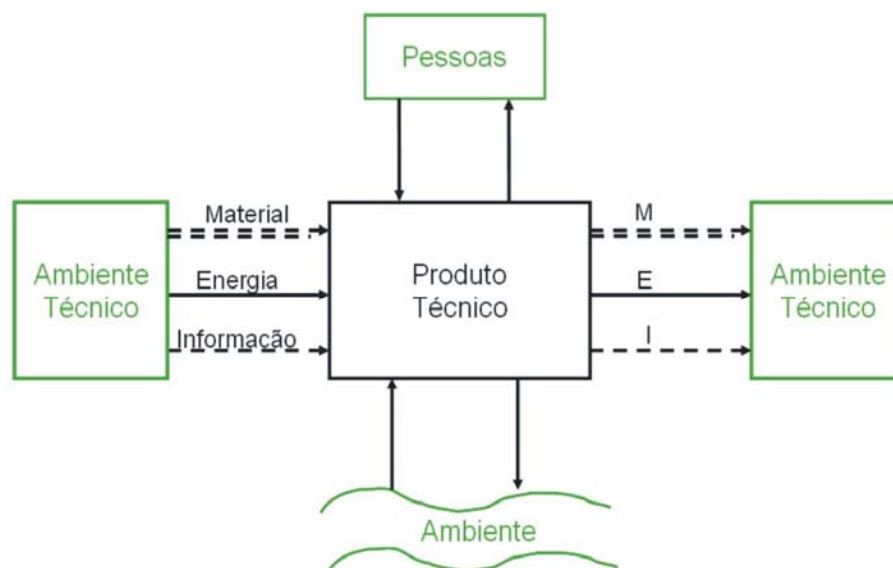 Pessoas
Material
M
Ambiente
Técnico
Energia
Produto
Técnico
E
Ambiente
Técnico
Informação
I
Ambiente